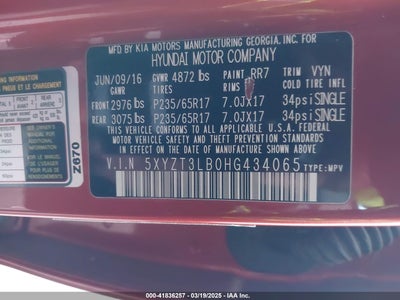 MFD BY KIA MOTORS MANUFACTURING GEORGIA, INC. FOR
HYUNDAI MOTOR COMPANY
JUN/09/16 GVWR 4872 lbs PAINT RR7 TRIM VYN
GAWR TIRES RIMS COLD TIRE INFL
FRONT 2976 lbs P235/65R17 7.0JX17 34psi SINGLE
REAR 3075 lbs P235/65R17 7.0JX17 34psi SINGLE
THIS VEHICLE CONFORMS TO ALL APPLICABLE
FEDERAL MOTOR VEHICLE SAFETY AND THEFT
PREVENTION STANDARDS IN EFFECT ON THE DATE OF
MANUFACTURE SHOWN ABOVE.
V.I.N 5XYZT3LB0HG434065 TYPE:MPV
Z670
000-41836257 - 03/19/2025 - IAA Inc.